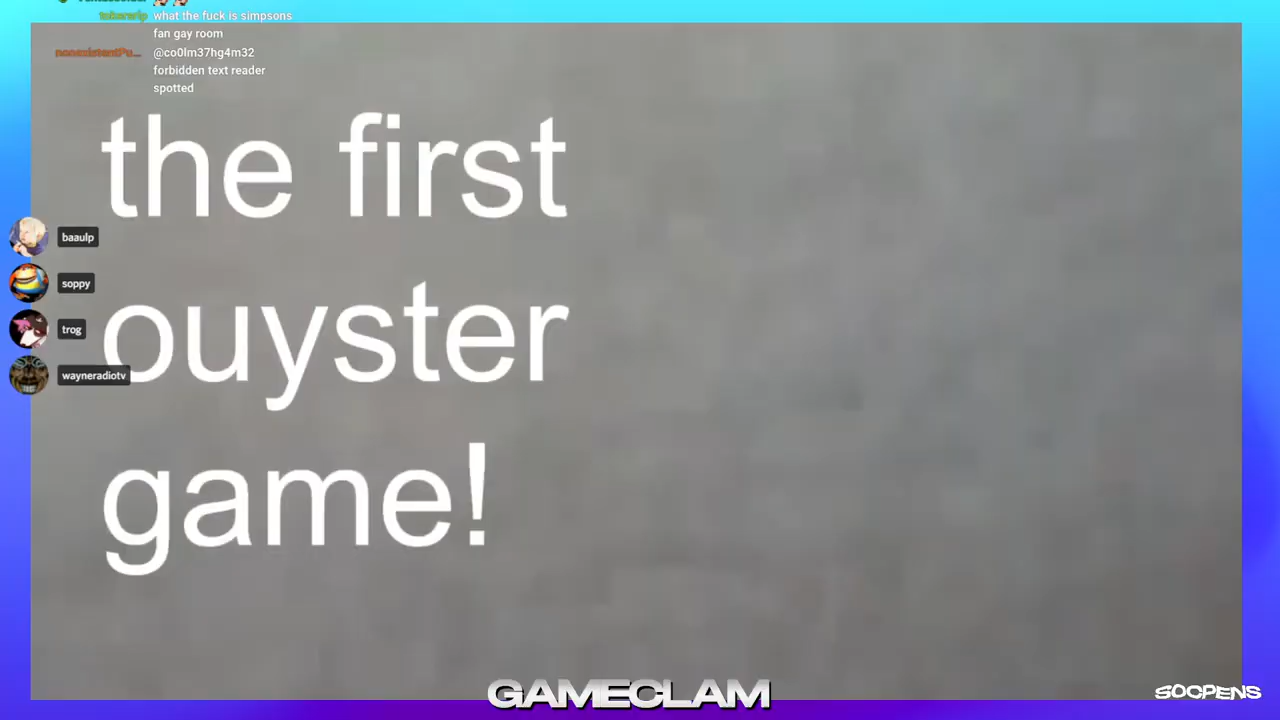 what the fuck is simpsons
fan gay room
@co0lm37hg4m32
forbidden text reader
spotted
the first
ouyster
game!
baaulp
soppy
trog
wayneradiotv
GAMECLAM
SOCPENS